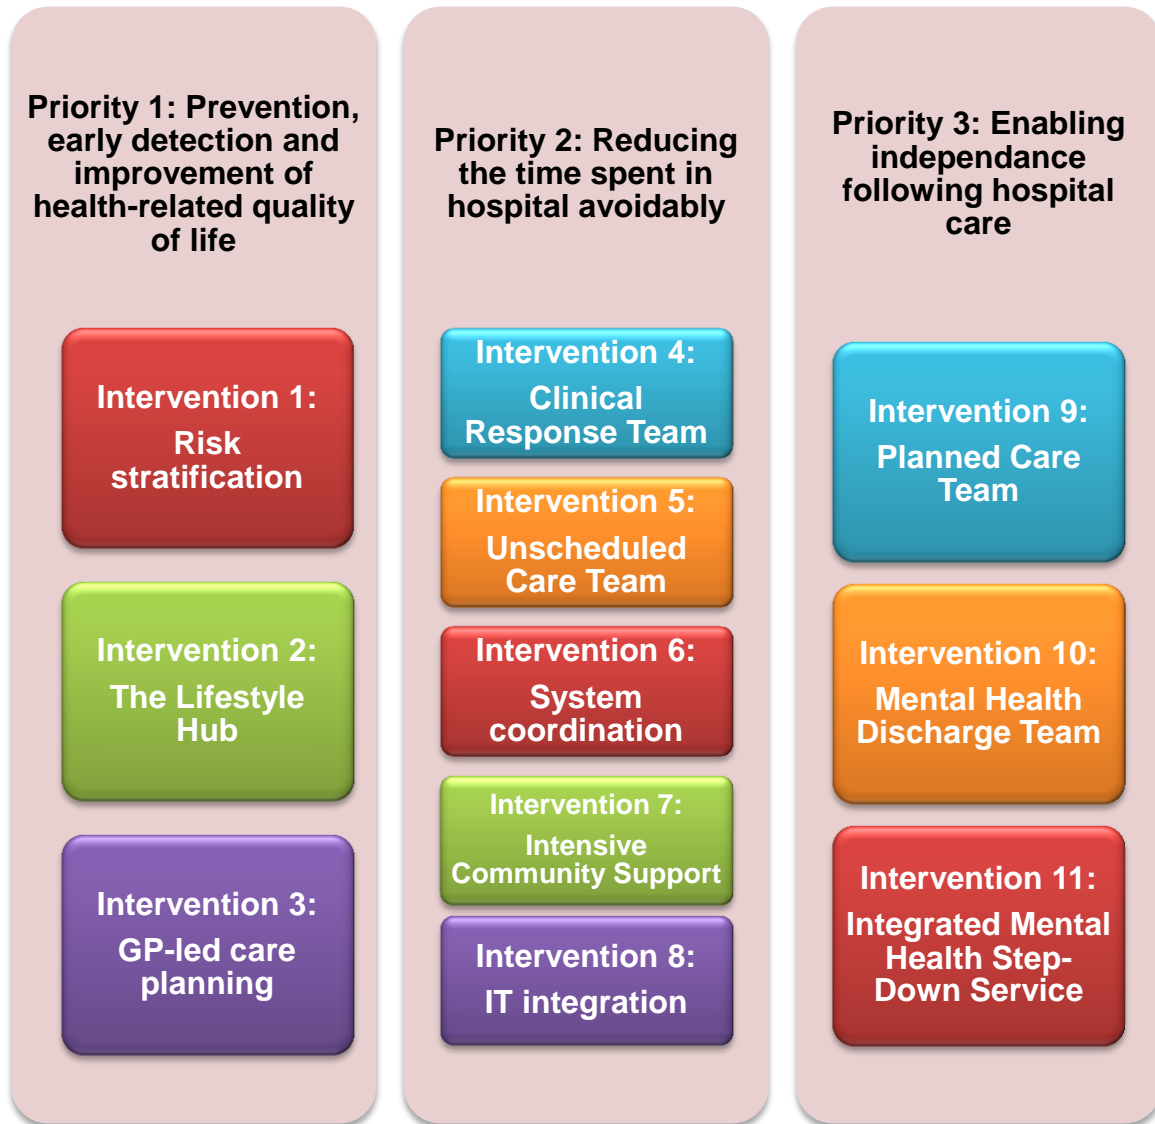 Priority 1: Prevention,
early detection and
improvement of
health-related quality
of life
Intervention 1:
Risk
stratification
Intervention 2:
The Lifestyle
Hub
Intervention 3:
GP-led care
planning
Priority 2: Reducing
the time spent in
hospital avoidably
Intervention 4:
Clinical
Response Team
Intervention 5:
Unscheduled
Care Team
Intervention 6:
System
coordination
Intervention 7:
Intensive
Community Support
Intervention 8:
IT integration
Priority 3: Enabling
independance
following hospital
care
Intervention 9:
Planned Care
Team
Intervention 10:
Mental Health
Discharge Team
Intervention 11:
Integrated Mental
Health Step-
Down Service